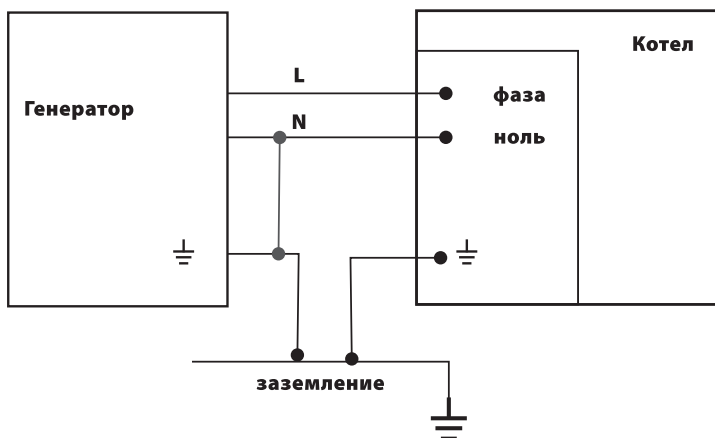 Котел
L
фаза
Генератор
N
ноль
заземление